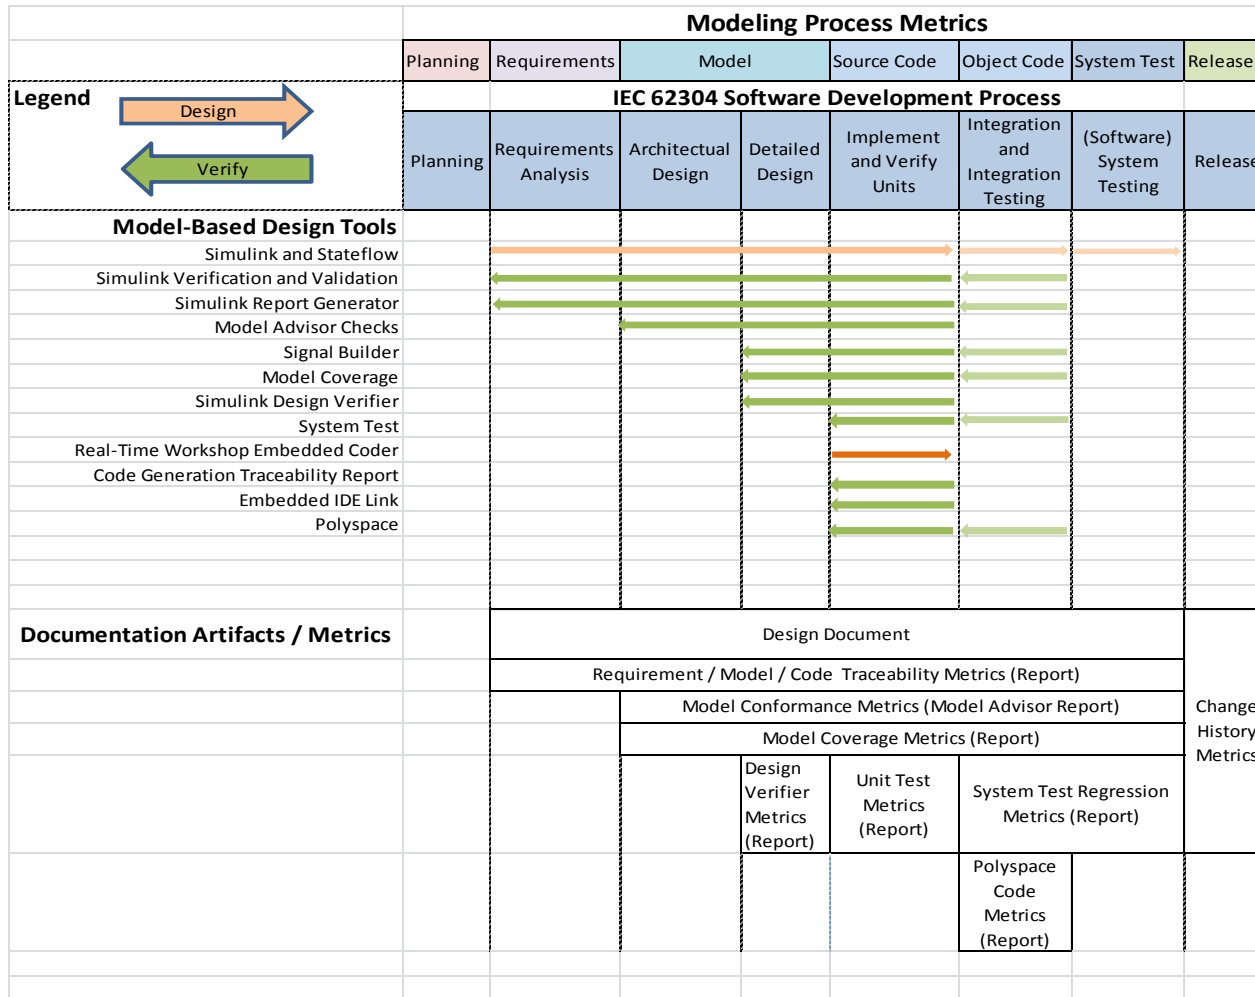 Modeling Process Metrics
Planning Requirements Model Source Code Object Code System Test Release
Legend
Design
Verify
IEC 62304 Software Development Process
Planning
Requirements
Analysis
Architectual
Design
Detailed
Design
Implement
and Verify
Units
Integration
and
Integration
Testing
(Software)
System
Testing
Release
Model-Based Design Tools
Simulink and Stateflow
Simulink Verification and Validation
Simulink Report Generator
Model Advisor Checks
Signal Builder
Model Coverage
Simulink Design Verifier
System Test
Real-Time Workshop Embedded Coder
Code Generation Traceability Report
Embedded IDE Link
Polyspace
Documentation Artifacts / Metrics
Design Document
Requirement / Model / Code Traceability Metrics (Report)
Model Conformance Metrics (Model Advisor Report)
Model Coverage Metrics (Report)
Design
Verifier
Metrics
(Report)
Unit Test
Metrics
(Report)
System Test Regression
Metrics (Report)
Change
History
Metrics
Polyspace
Code
Metrics
(Report)